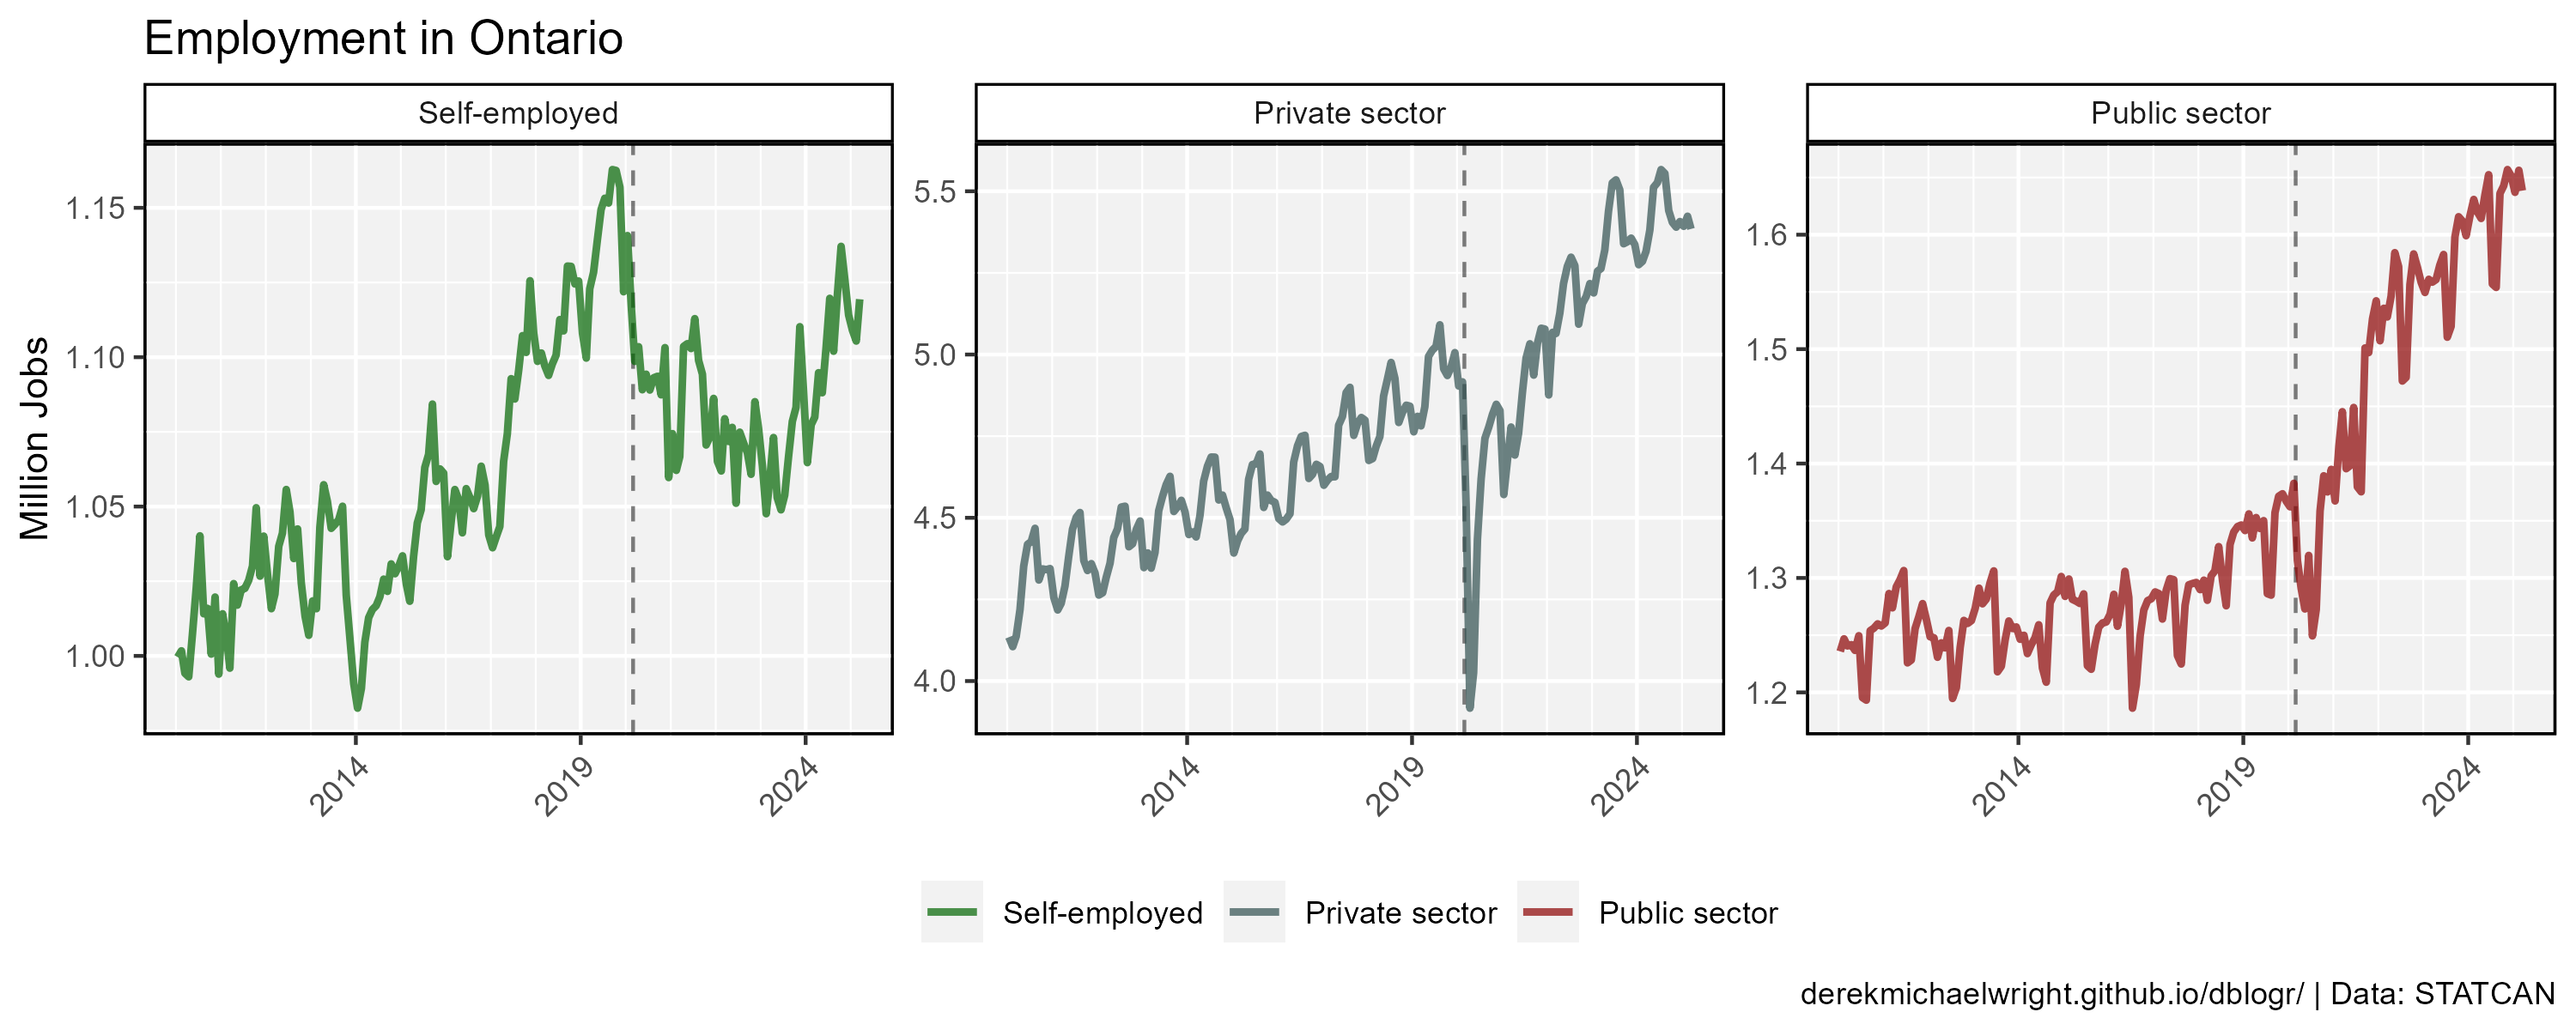 Employment in Ontario
Self-employed
Private sector
Public sector
Million Jobs
1.15
1.10
1.05
1.00
5.5
5.0
4.5
4.0
1.6
1.5
1.4
1.3
1.2
2014
2019
2024
2014
2019
2024
2014
2019
2024
Self-employed
Private sector
Public sector
derekmichaelwright.github.io/dblogr/ | Data: STATCAN